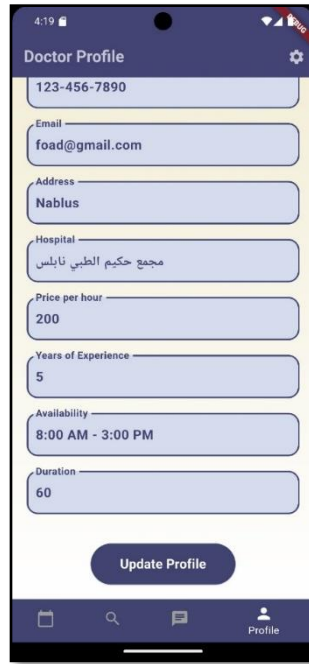 4:19
DEBUG
Doctor Profile
123-456-7890
Email
foad@gmail.com
Address
Nablus
Hospital
مجمع حكيم الطبي نابلس
Price per hour
200
Years of Experience
5
Availability
8:00 AM - 3:00 PM
Duration
60
Update Profile
Profile